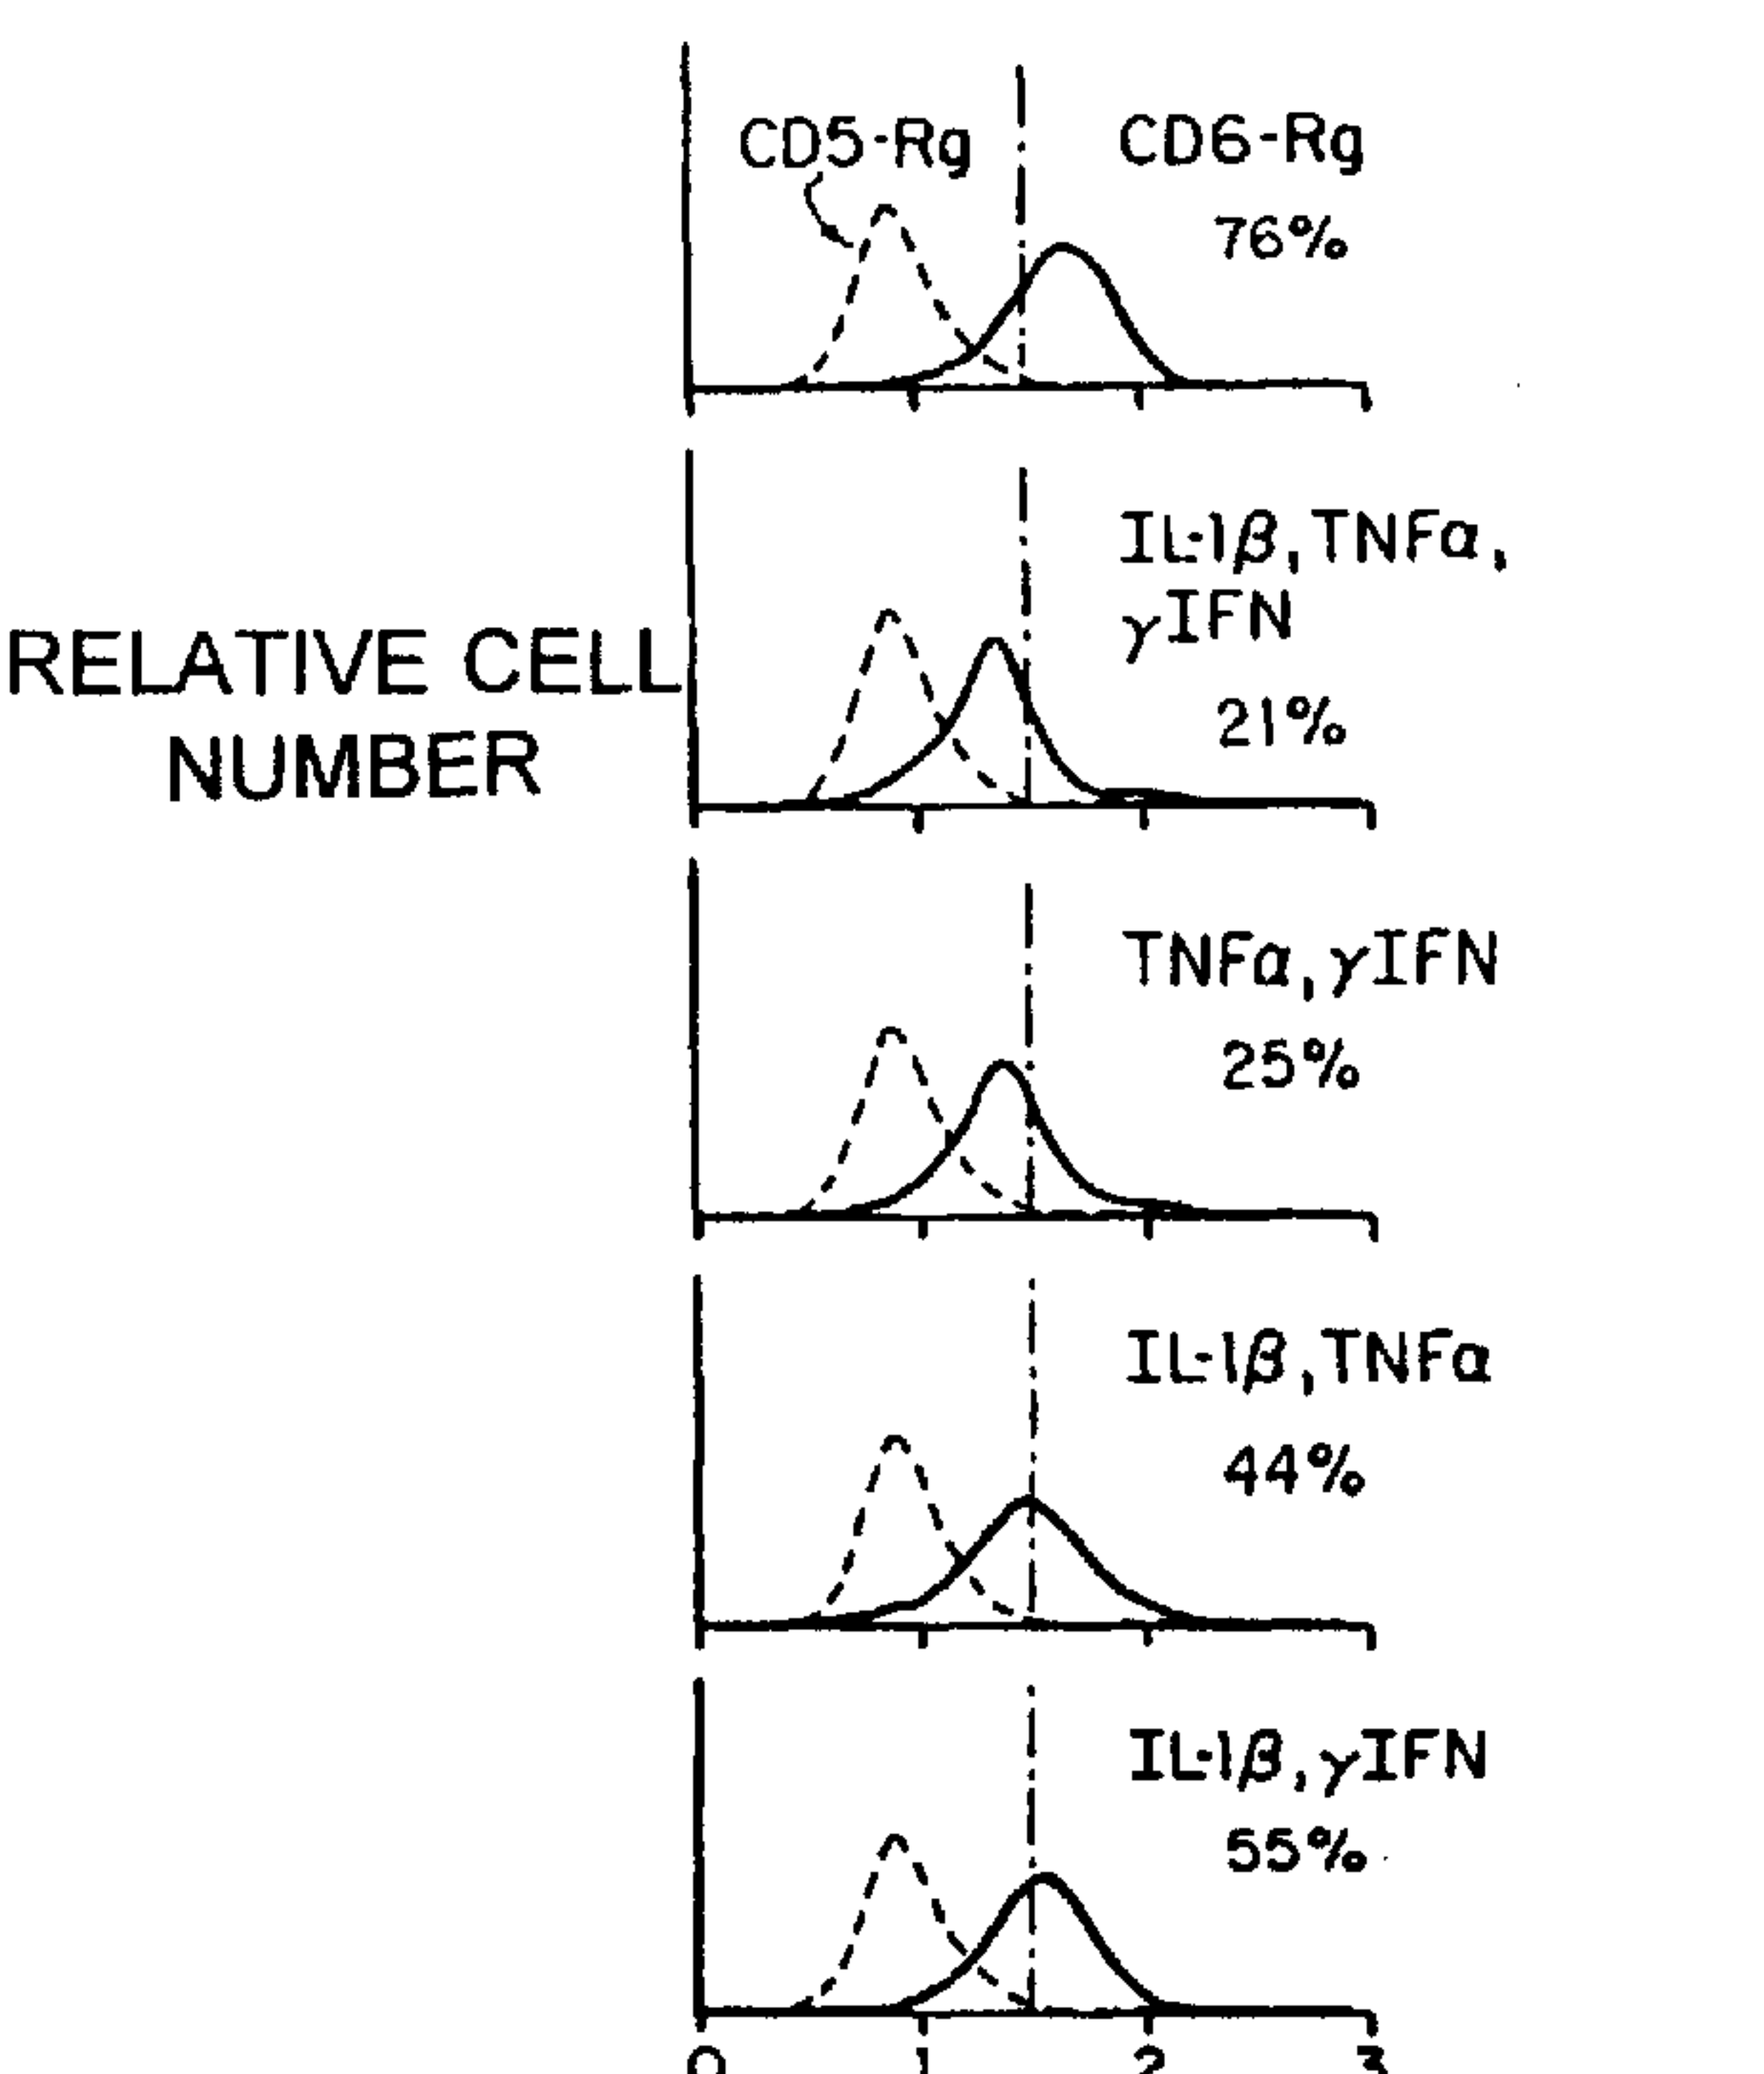 CD5-Rg CD6-Rg
76%
IL-1β,TNFα,
γIFN
21%
RELATIVE CELL
NUMBER
TNFα,γIFN
25%
IL-1β,TNFα
44%
IL-1β,γIFN
55%
0 1 2 3